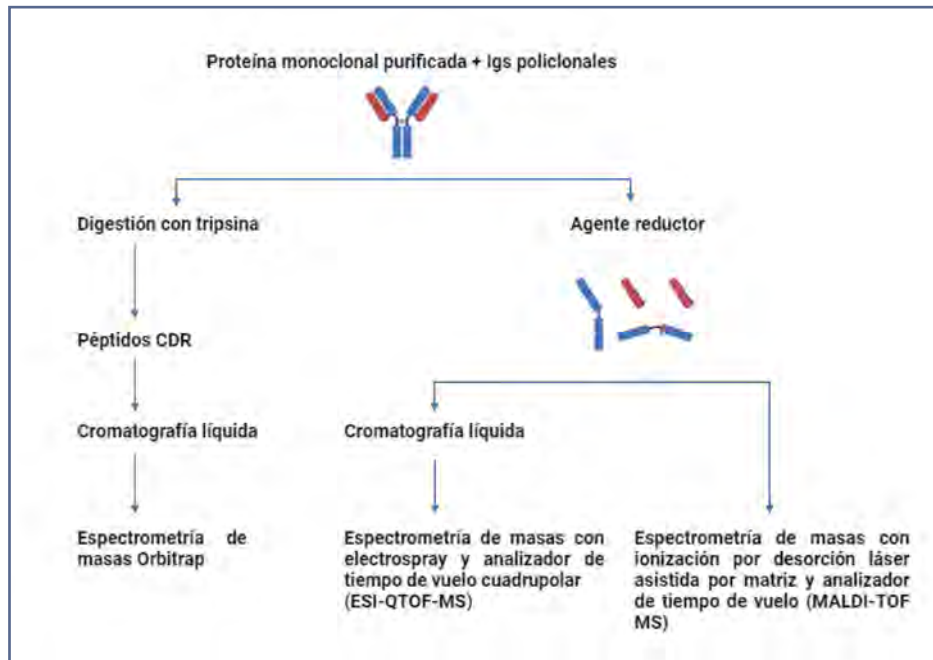 Proteína monoclonal purificada + Igs policlonales
Digestión con tripsina
Agente reductor
Péptidos CDR
Cromatografía líquida
Cromatografía líquida
Espectrometría de
masas Orbitrap
Espectrometría de masas con
electrospray y analizador de
tiempo de vuelo cuadrupolar
(ESI-QTOF-MS)
Espectrometría de masas con
ionización por desorción láser
asistida por matriz y analizador
de tiempo de vuelo (MALDI-TOF
MS)